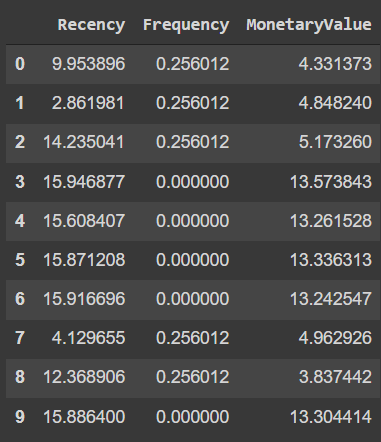 Recency Frequency MonetaryValue
0 9.953896 0.256012 4.331373
1 2.861981 0.256012 4.848240
2 14.235041 0.256012 5.173260
3 15.946877 0.000000 13.573843
4 15.608407 0.000000 13.261528
5 15.871208 0.000000 13.336313
6 15.916696 0.000000 13.242547
7 4.129655 0.256012 4.962926
8 12.368906 0.256012 3.837442
9 15.886400 0.000000 13.304414